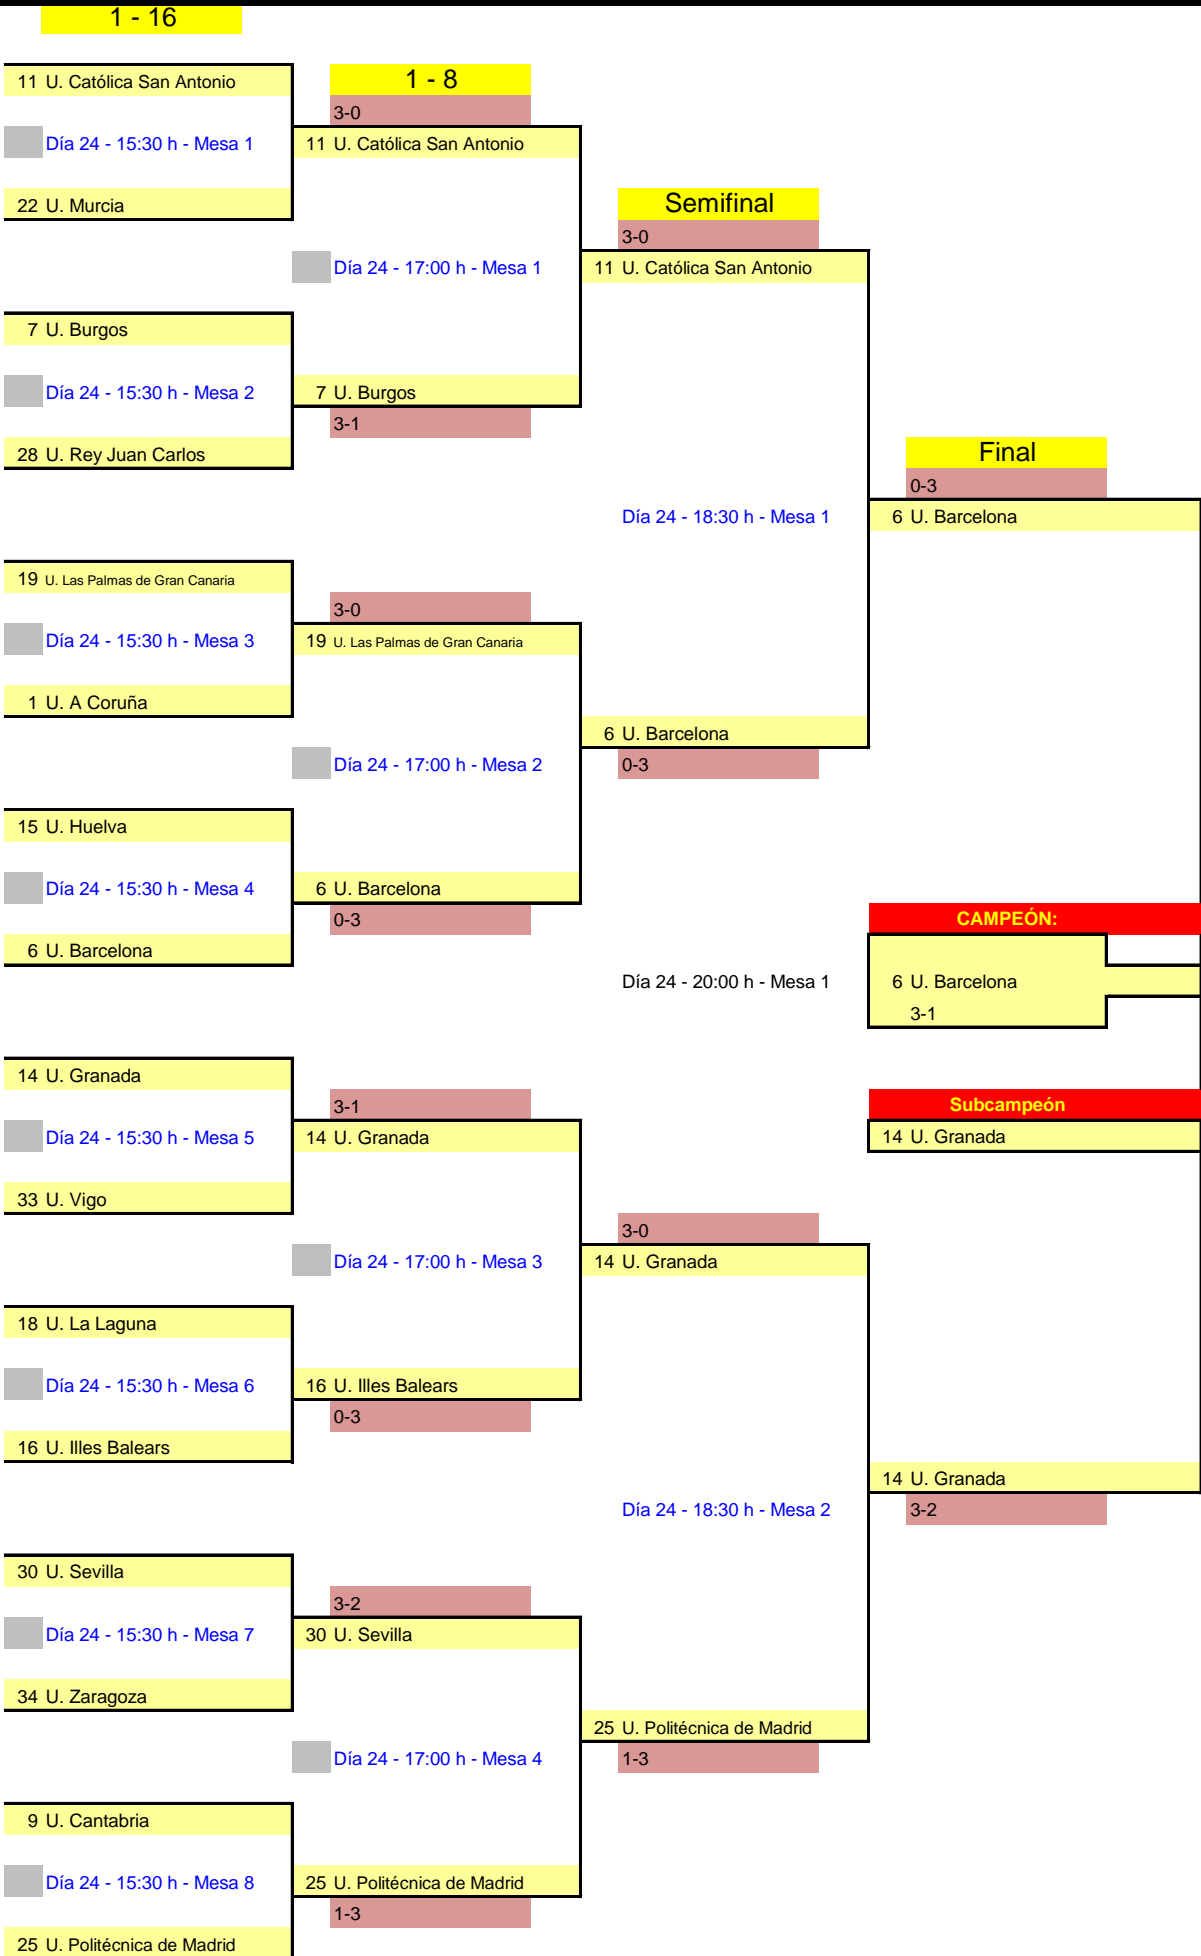 1 - 16
11 U. Católica San Antonio
1 - 8
3-0
Día 24 - 15:30 h - Mesa 1
11 U. Católica San Antonio
22 U. Murcia
Semifinal
3-0
Día 24 - 17:00 h - Mesa 1
11 U. Católica San Antonio
7 U. Burgos
Día 24 - 15:30 h - Mesa 2
7 U. Burgos
3-1
28 U. Rey Juan Carlos
Final
0-3
Día 24 - 18:30 h - Mesa 1
6 U. Barcelona
19 U. Las Palmas de Gran Canaria
3-0
Día 24 - 15:30 h - Mesa 3
19 U. Las Palmas de Gran Canaria
1 U. A Coruña
6 U. Barcelona
Día 24 - 17:00 h - Mesa 2
0-3
15 U. Huelva
Día 24 - 15:30 h - Mesa 4
6 U. Barcelona
0-3
CAMPEÓN:
6 U. Barcelona
Día 24 - 20:00 h - Mesa 1
6 U. Barcelona
3-1
14 U. Granada
3-1
Subcampeón
Día 24 - 15:30 h - Mesa 5
14 U. Granada
14 U. Granada
33 U. Vigo
3-0
Día 24 - 17:00 h - Mesa 3
14 U. Granada
18 U. La Laguna
Día 24 - 15:30 h - Mesa 6
16 U. Illes Balears
0-3
16 U. Illes Balears
14 U. Granada
Día 24 - 18:30 h - Mesa 2
3-2
30 U. Sevilla
3-2
Día 24 - 15:30 h - Mesa 7
30 U. Sevilla
34 U. Zaragoza
25 U. Politécnica de Madrid
Día 24 - 17:00 h - Mesa 4
1-3
9 U. Cantabria
Día 24 - 15:30 h - Mesa 8
25 U. Politécnica de Madrid
1-3
25 U. Politécnica de Madrid